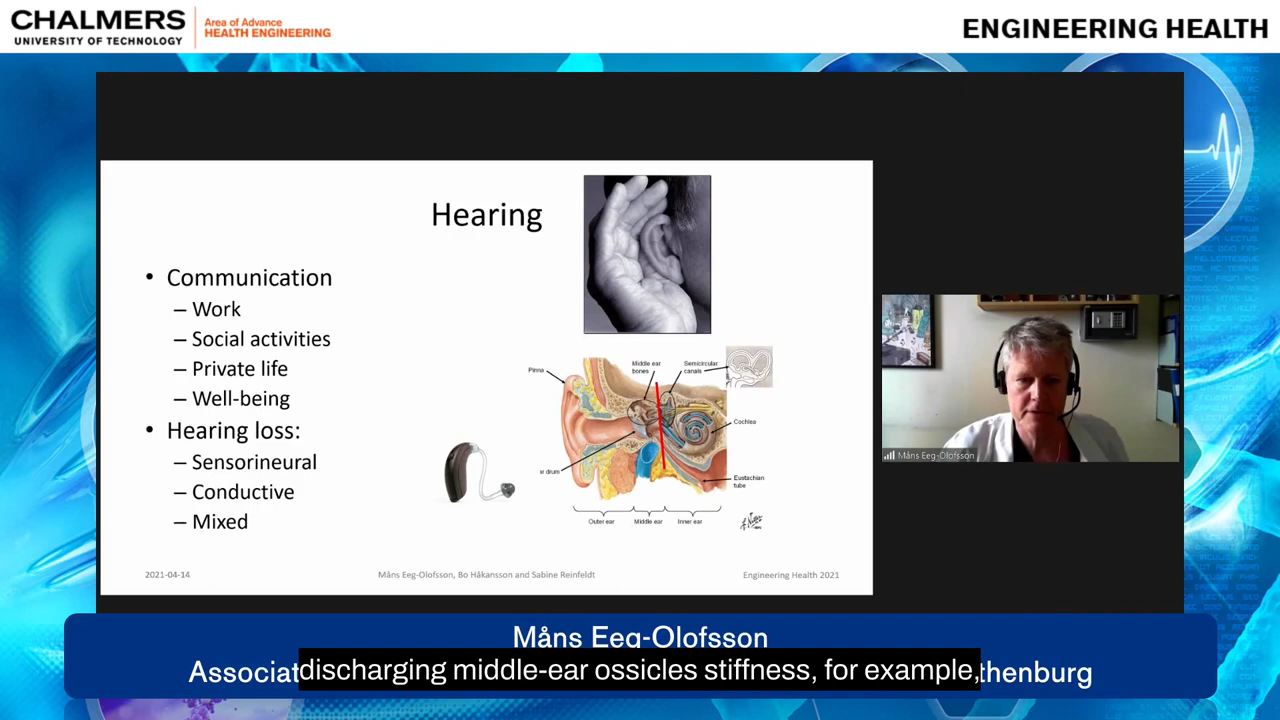 CHALMERS
UNIVERSITY OF TECHNOLOGY
Area of Advance
HEALTH ENGINEERING
ENGINEERING HEALTH
Hearing
• Communication
– Work
– Social activities
– Private life
– Well-being
• Hearing loss:
– Sensorineural
– Conductive
– Mixed
Pinna
Middle ear
bones
Semicircular
canals
Cochlea
drum
Eustachian
tube
Outer ear
Middle ear
Inner ear
2021-04-14
Måns Eeg-Olofsson, Bo Håkansson and Sabine Reinfeldt
Engineering Health 2021
Måns Eeg-Olofsson
Måns Eeg-Olofsson
discharging middle-ear ossicles stiffness, for example,